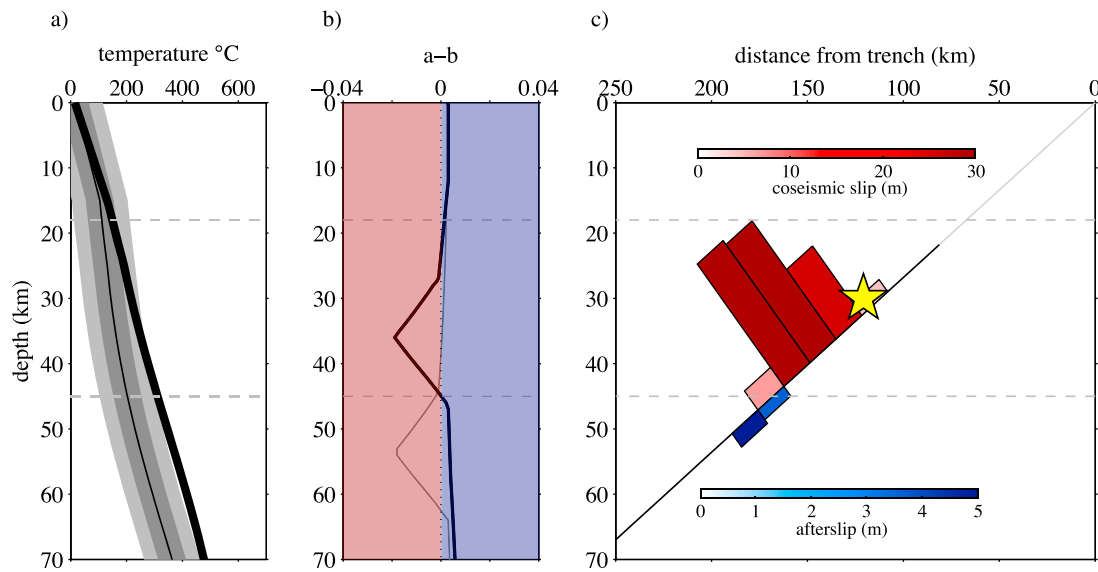 a)
b)
c)
temperature °C
a−b
distance from trench (km)
0 200 400 600
−0.04 0 0.04
250 200 150 100 50 0
depth (km)
0
10
20
30
40
50
60
70
0
10
20
30
40
50
60
70
0
10
20
30
40
50
60
70
0 10 20 30
coseismic slip (m)
0 1 2 3 4 5
afterslip (m)